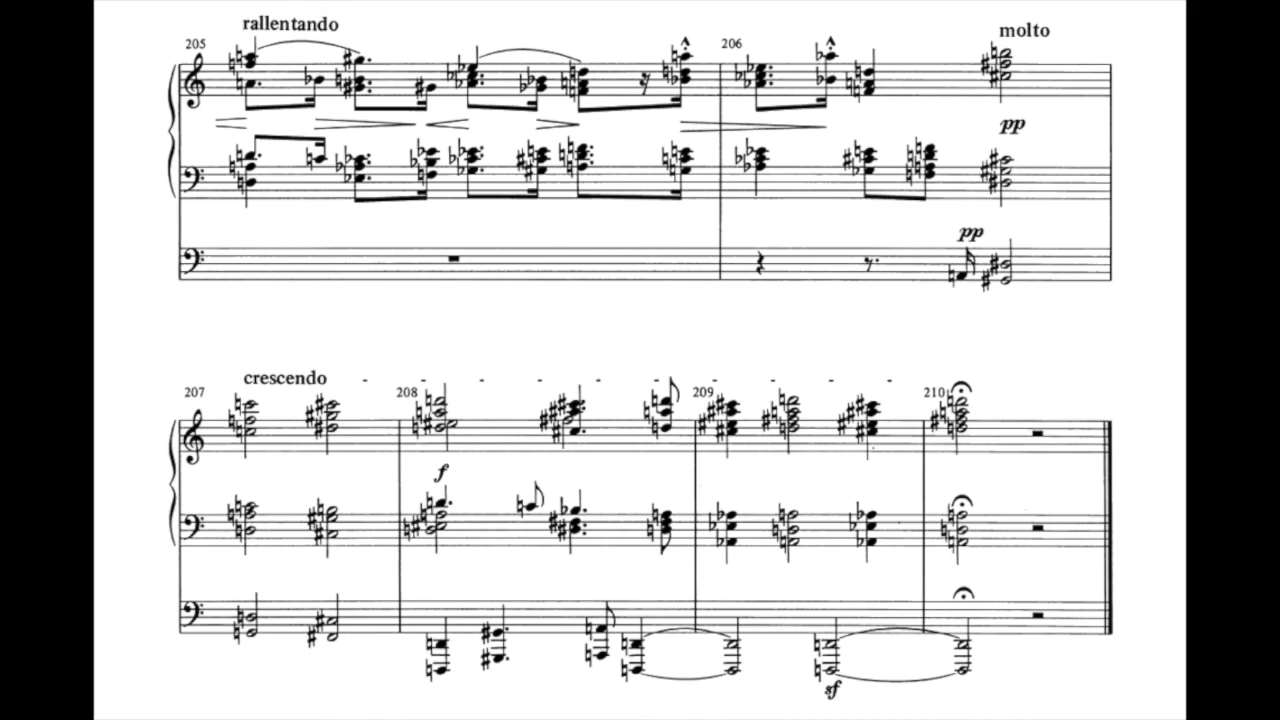 rallentando
205
206
molto
pp
pp
207
crescendo - - - - - - - - - -
208
209
210
f
sf